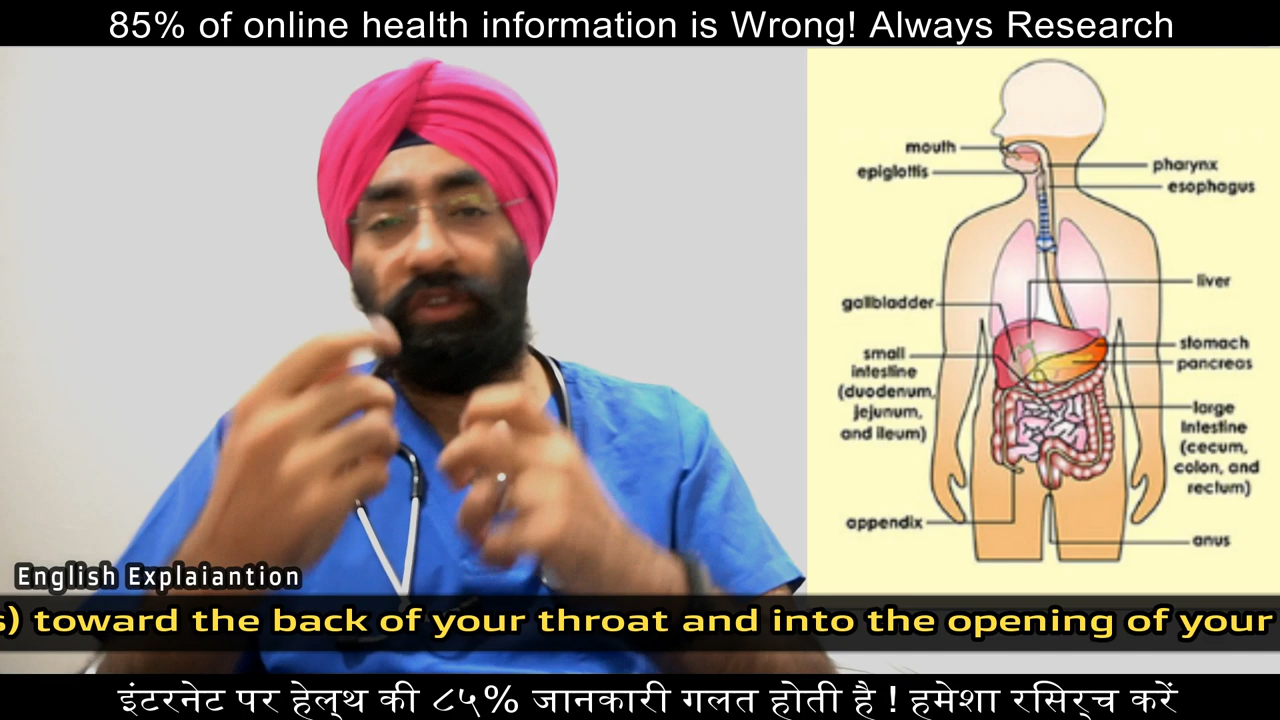 85% of online health information is Wrong! Always Research
mouth
epiglottis
pharynx
esophagus
liver
gallbladder
stomach
pancreas
small
intestine
(duodenum,
jejunum,
and ileum)
large
Intestine
(cecum,
colon, and
rectum)
appendix
anus
English Explaiantion
s) toward the back of your throat and into the opening of your
इंटरनेट पर हेल्थ की ८५% जानकारी गलत होती है ! हमेशा रसिर्च करें